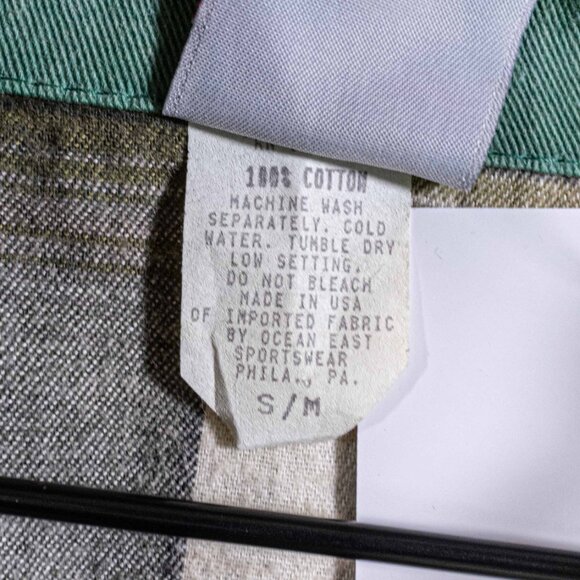 100% COTTON
MACHINE WASH
SEPARATELY. COLD
WATER. TUMBLE DRY
LOW SETTING.
DO NOT BLEACH
MADE IN USA
OF IMPORTED FABRIC
BY OCEAN EAST
SPORTSWEAR
PHILA., PA.
S/M